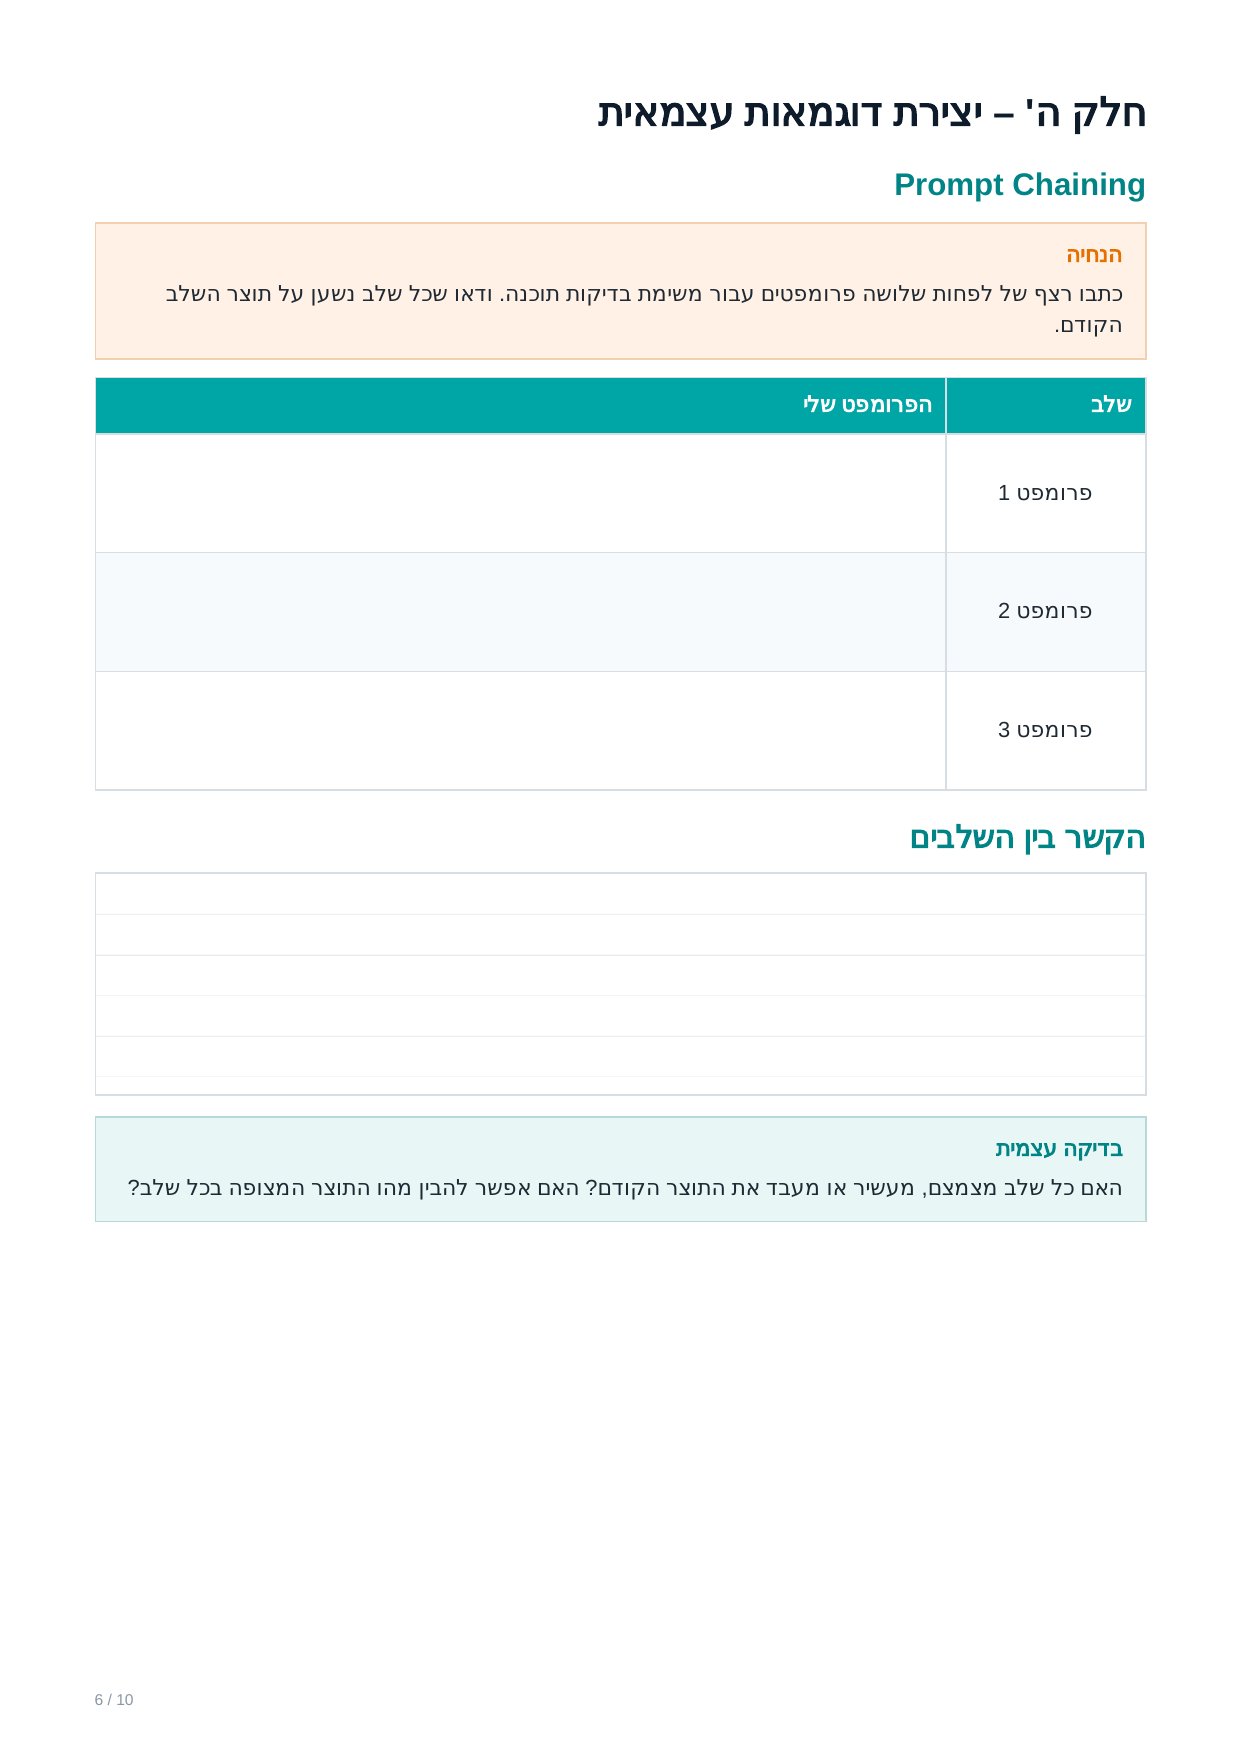 חלק ה' – יצירת דוגמאות עצמאית
Prompt Chaining
הנחיה
כתבו רצף של לפחות שלושה פרומפטים עבור משימת בדיקות תוכנה. ודאו שכל שלב נשען על תוצר השלב
הקודם.
שלב הפרומפט שלי
פרומפט 1
פרומפט 2
פרומפט 3
הקשר בין השלבים
בדיקה עצמית
האם כל שלב מצמצם, מעשיר או מעבד את התוצר הקודם? האם אפשר להבין מהו התוצר המצופה בכל שלב?
6 / 10